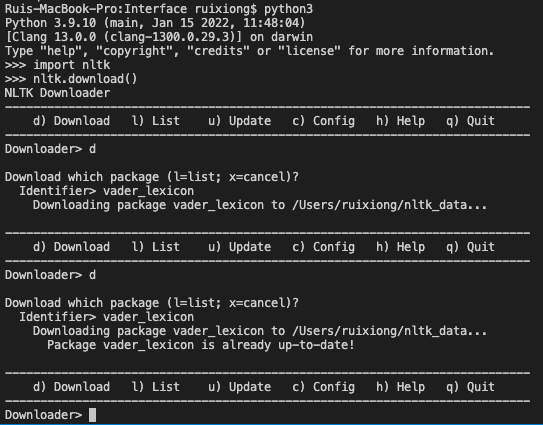 Ruis-MacBook-Pro:Interface ruixiong$ python3
Python 3.9.10 (main, Jan 15 2022, 11:48:04)
[Clang 13.0.0 (clang-1300.0.29.3)] on darwin
Type "help", "copyright", "credits" or "license" for more information.
>>> import nltk
>>> nltk.download()
NLTK Downloader
---------------------------------------------------------------------------
    d) Download   l) List    u) Update   c) Config   h) Help   q) Quit
---------------------------------------------------------------------------
Downloader> d
Download which package (l=list; x=cancel)?
  Identifier> vader_lexicon
    Downloading package vader_lexicon to /Users/ruixiong/nltk_data...
---------------------------------------------------------------------------
    d) Download   l) List    u) Update   c) Config   h) Help   q) Quit
---------------------------------------------------------------------------
Downloader> d
Download which package (l=list; x=cancel)?
  Identifier> vader_lexicon
    Downloading package vader_lexicon to /Users/ruixiong/nltk_data...
      Package vader_lexicon is already up-to-date!
---------------------------------------------------------------------------
    d) Download   l) List    u) Update   c) Config   h) Help   q) Quit
---------------------------------------------------------------------------
Downloader>